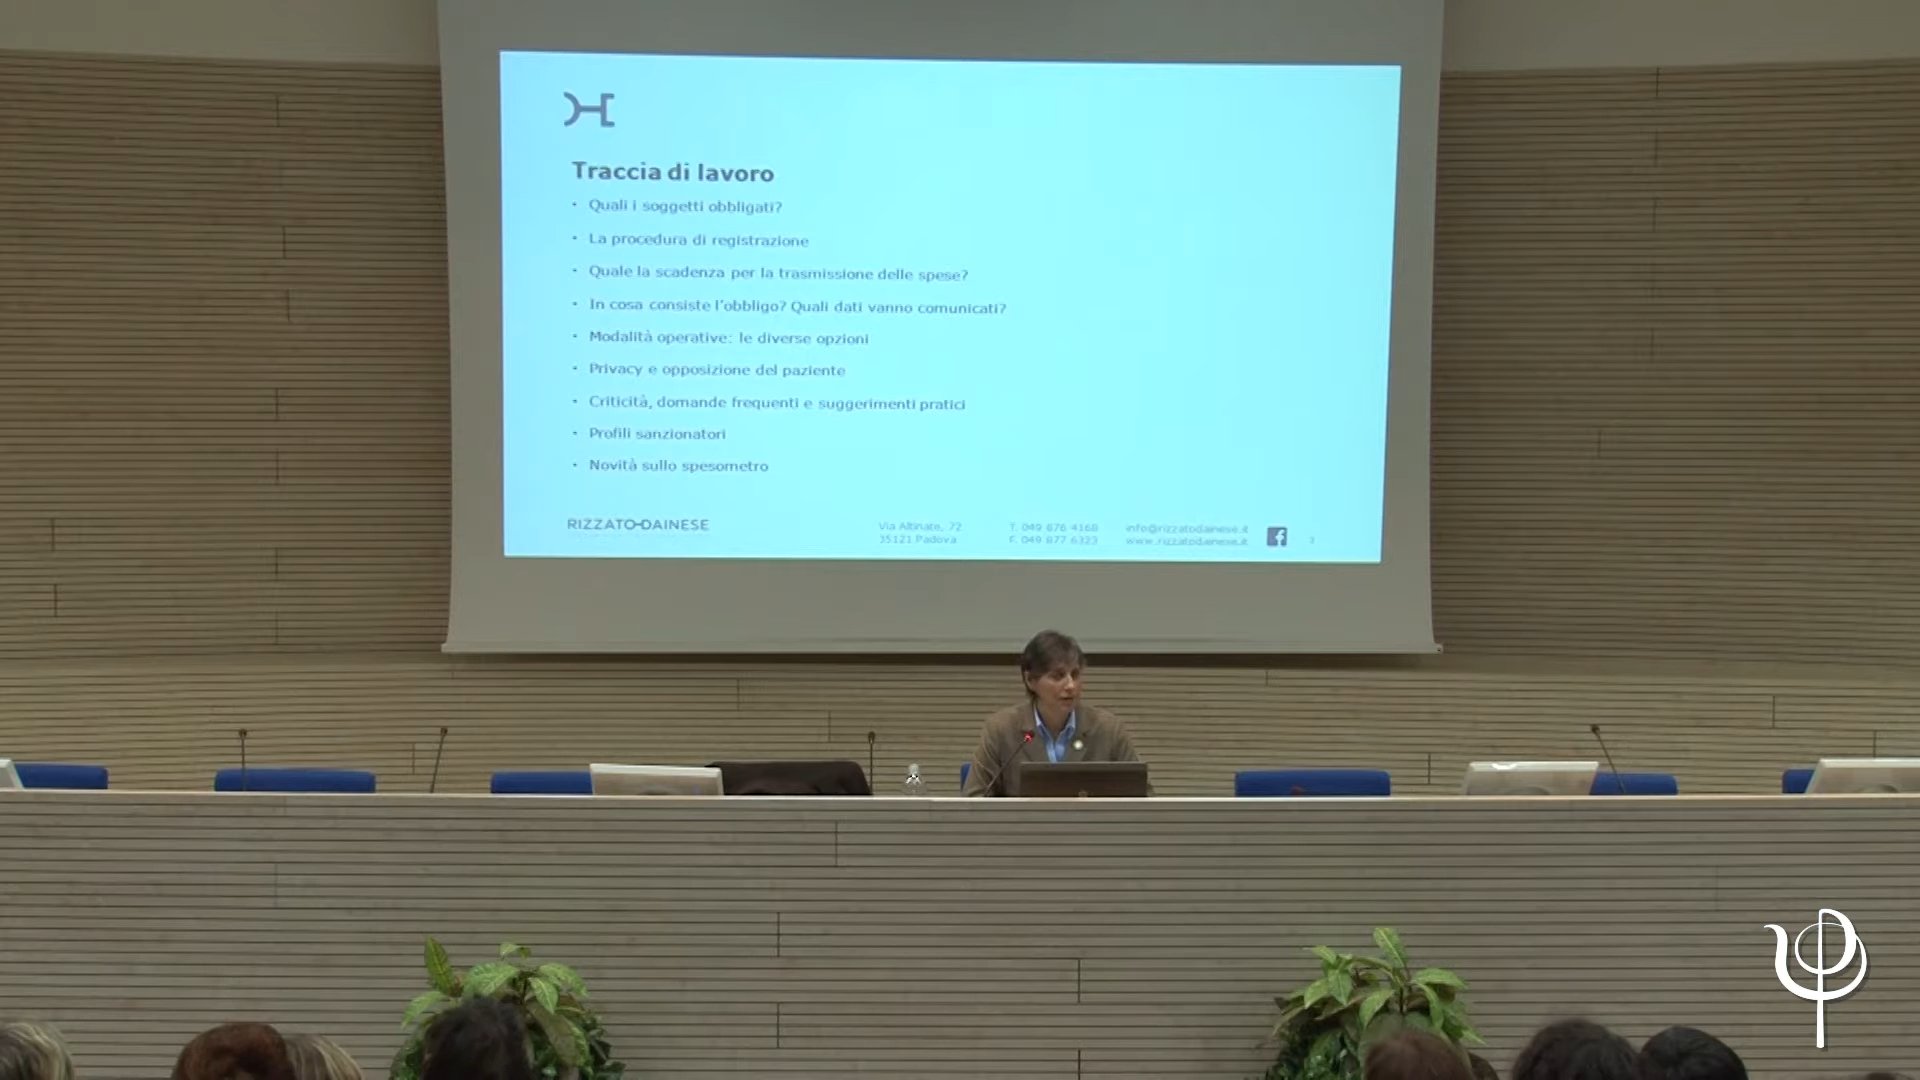 Traccia di lavoro
• Quali i soggetti obbligati?
• La procedura di registrazione
• Quale la scadenza per la trasmissione delle spese?
• In cosa consiste l'obbligo? Quali dati vanno comunicati?
• Modalità operative: le diverse opzioni
• Privacy e opposizione del paziente
• Criticità, domande frequenti e suggerimenti pratici
• Profili sanzionatori
• Novità sullo spesometro
RIZZATO DAINESE
Via Altinate, 72
35121 Padova
T. 049 876 4168
F. 049 877 6323
info@rizzatodainese.it
www.rizzatodainese.it